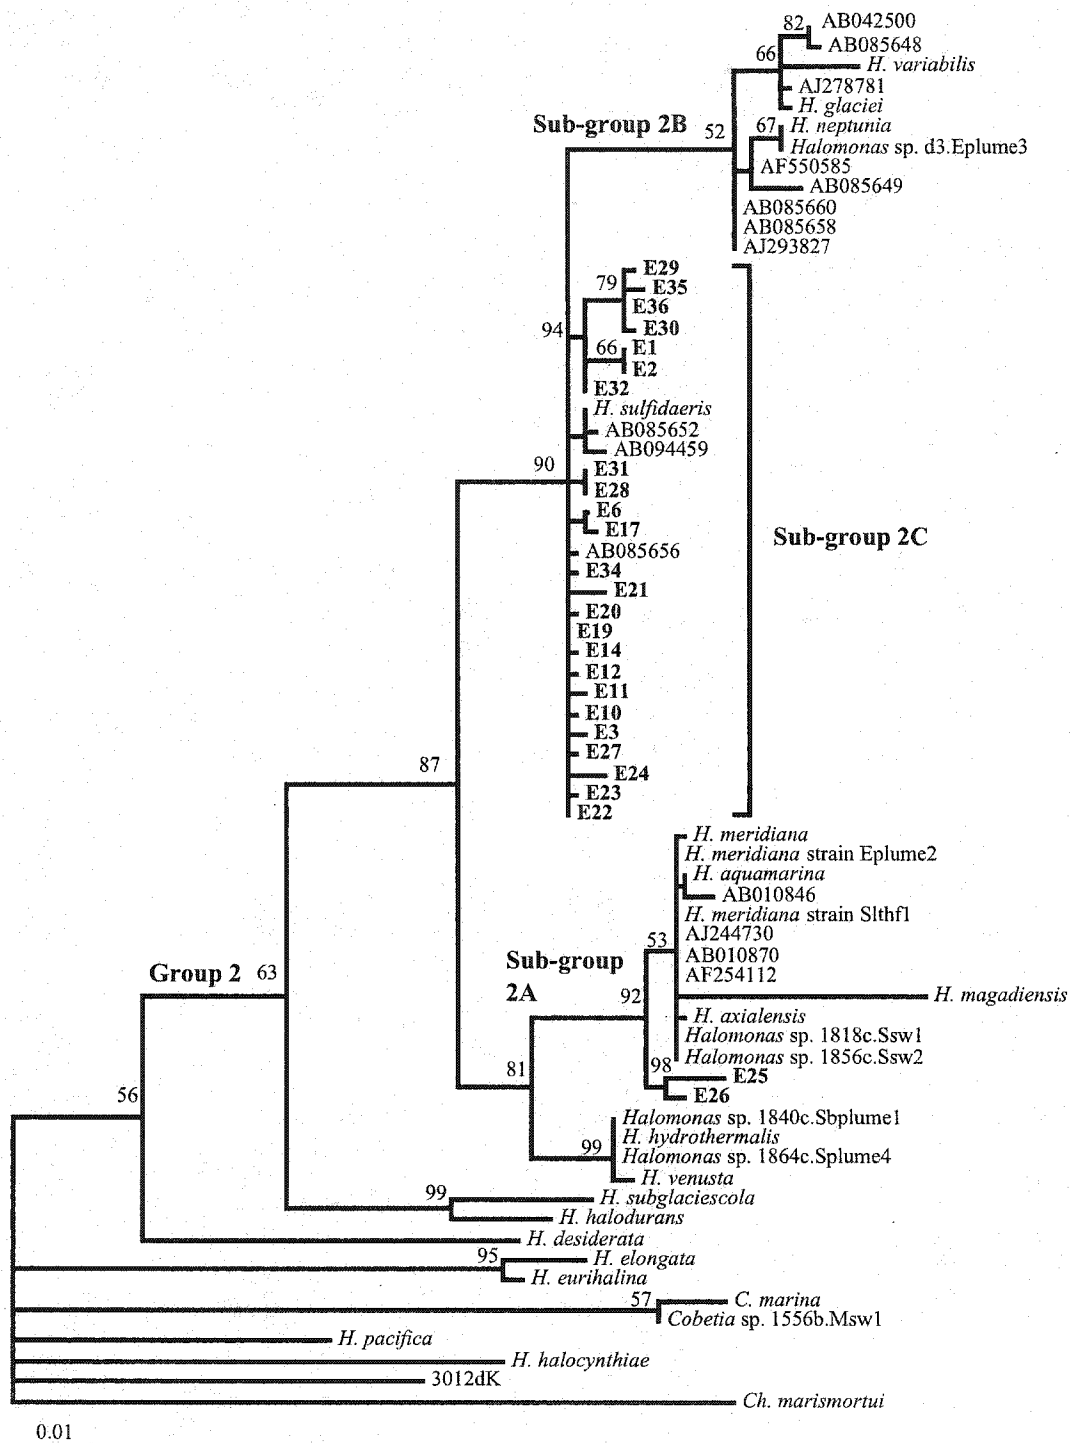 82 AB042500
AB085648
66 H. variabilis
AJ278781
H. glaciei
Sub-group 2B 52 67 H. neptunia
Halomonas sp. d3.Eplume3
AF550585
AB085649
AB085660
AB085658
AJ293827
E29
79 E35
E36
94 E30
66 E1
E2
E32
H. sulfidaeris
AB085652
AB094459
90 E31
E28
E6
E17 Sub-group 2C
AB085656
E34
E21
E20
E19
E14
E12
E11
E10
E3
E27
87 E24
E23
E22
H. meridiana
H. meridiana strain Eplume2
H. aquamarina
AB010846
H. meridiana strain Slthf1
53 AJ244730
AB010870
Group 2 63 Sub-group AF254112
2A 92 H. magadiensis
H. axialensis
Halomonas sp. 1818c.Ssw1
Halomonas sp. 1856c.Ssw2
81 98 E25
56 E26
Halomonas sp. 1840c.Sbplume1
H. hydrothermalis
99 Halomonas sp. 1864c.Splume4
H. venusta
99 H. subglaciescola
H. halodurans
H. desiderata
95 H. elongata
H. eurihalina
57 C. marina
Cobetia sp. 1556b.Msw1
H. pacifica
H. halocynthiae
3012dK
Ch. marismortui
0.01